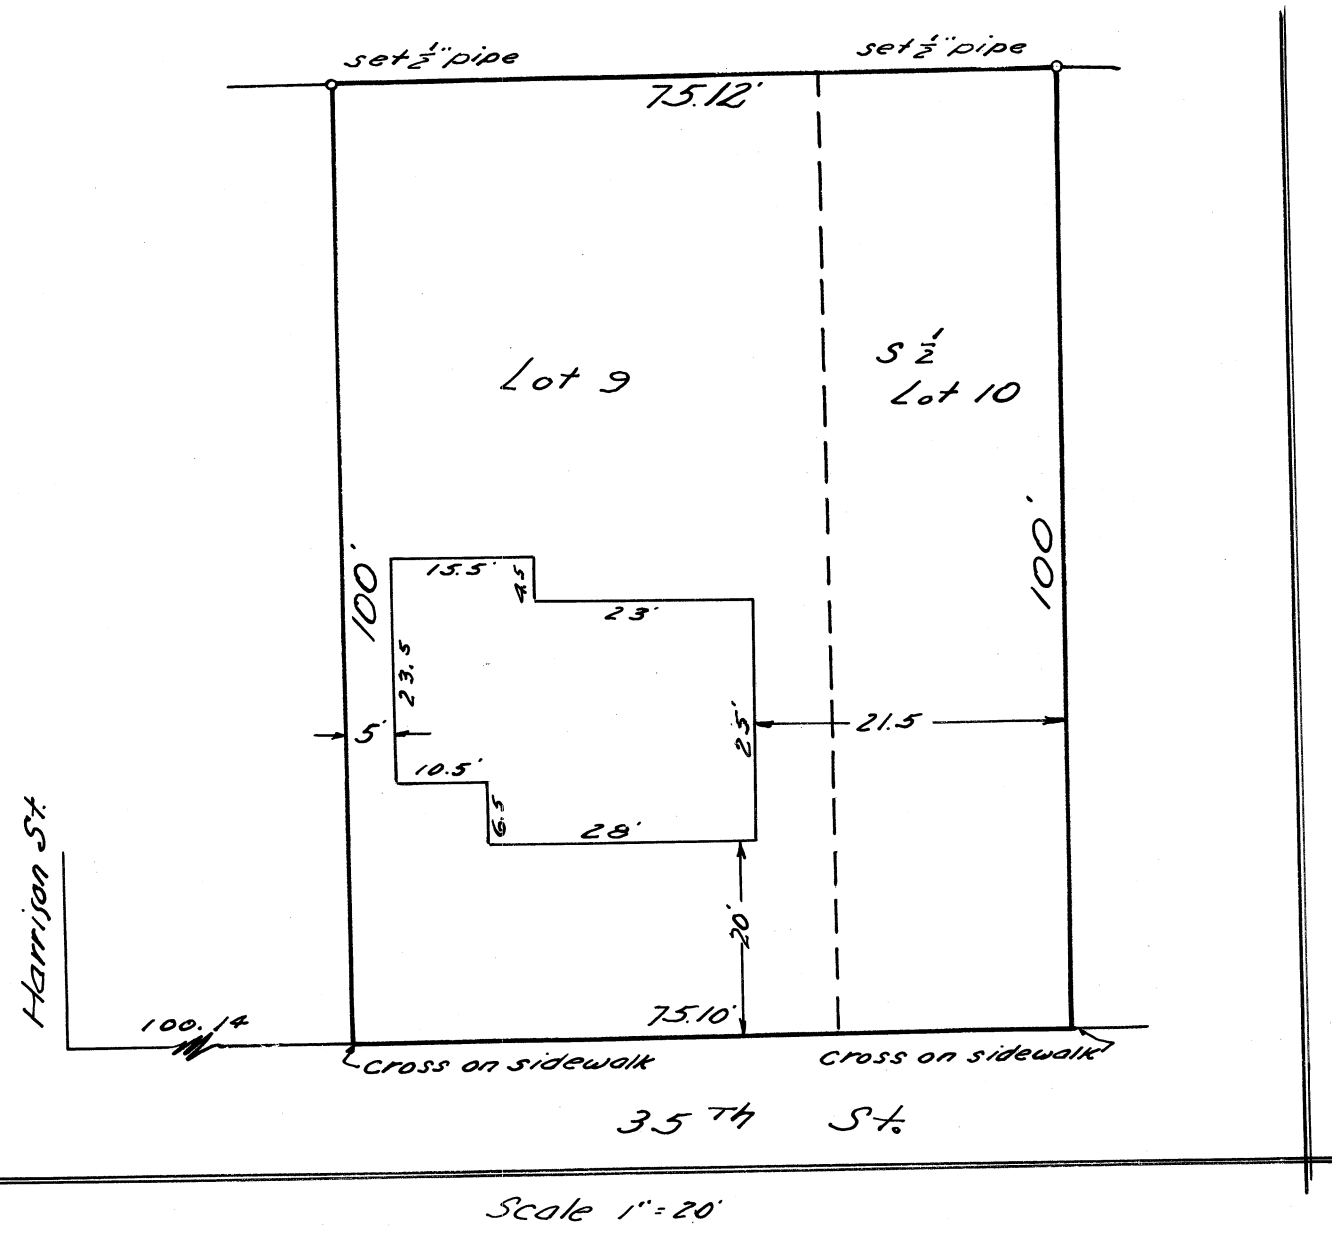 set ½" pipe
set ½" pipe
75.12'
S ½
Lot 10
Lot 9
100'
100'
15.5'
4.5
23'
23.5
5'
25'
21.5
10.5'
6.5
28'
20'
Harrison St.
100.14
75.10'
cross on sidewalk
cross on sidewalk
35 Th St.
Scale 1" = 20'